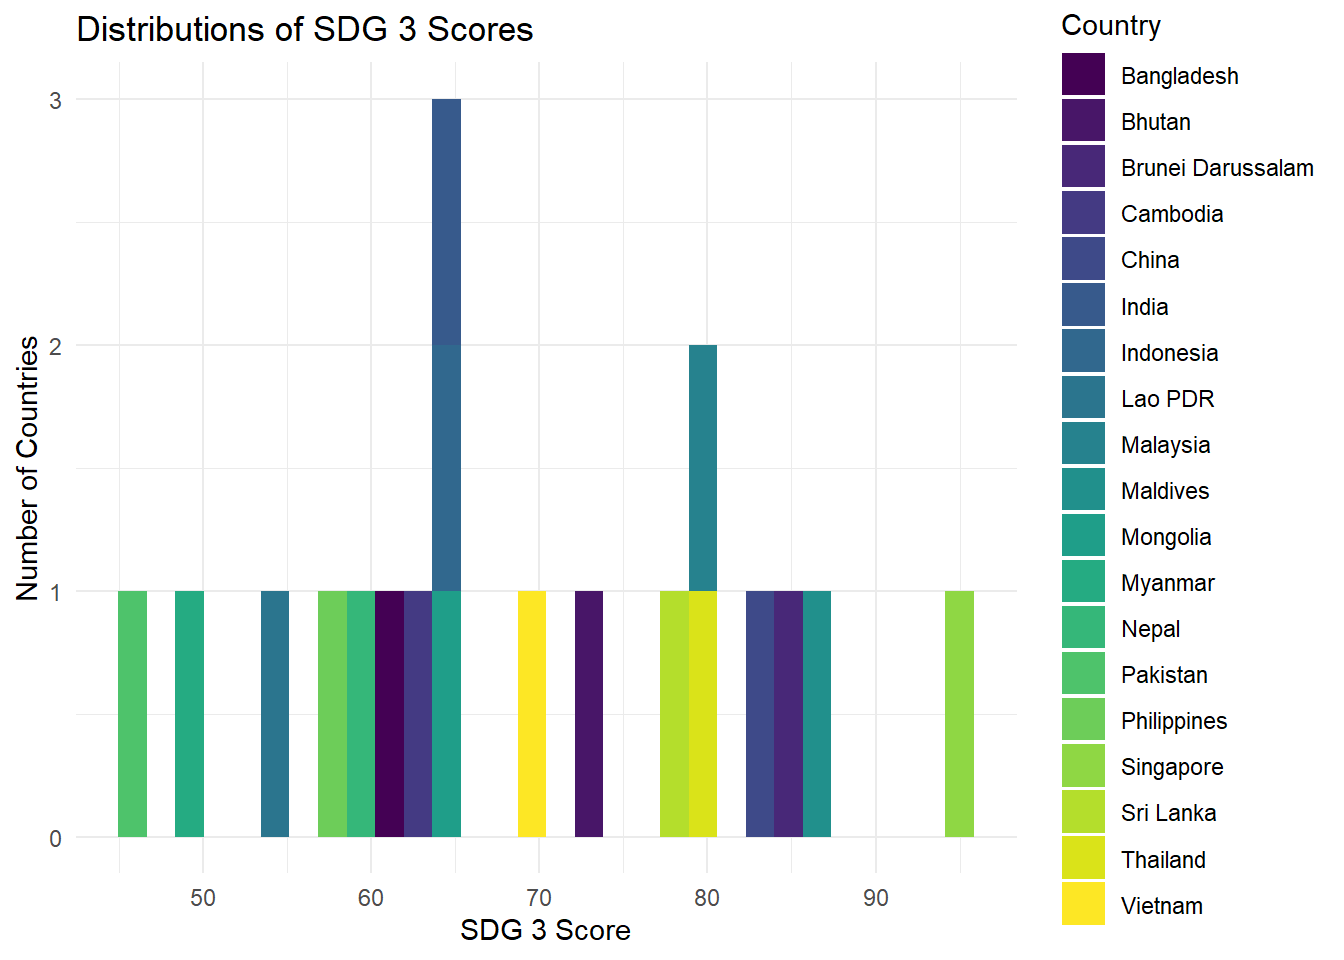 Distributions of SDG 3 Scores
Number of Countries
3
2
1
0
50 60 70 80 90
SDG 3 Score
Country
Bangladesh
Bhutan
Brunei Darussalam
Cambodia
China
India
Indonesia
Lao PDR
Malaysia
Maldives
Mongolia
Myanmar
Nepal
Pakistan
Philippines
Singapore
Sri Lanka
Thailand
Vietnam